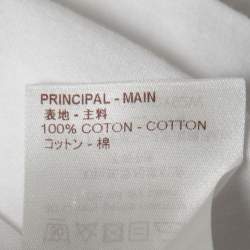 PRINCIPAL - MAIN
表地 - 主料
100% COTON - COTTON
コットン - 棉